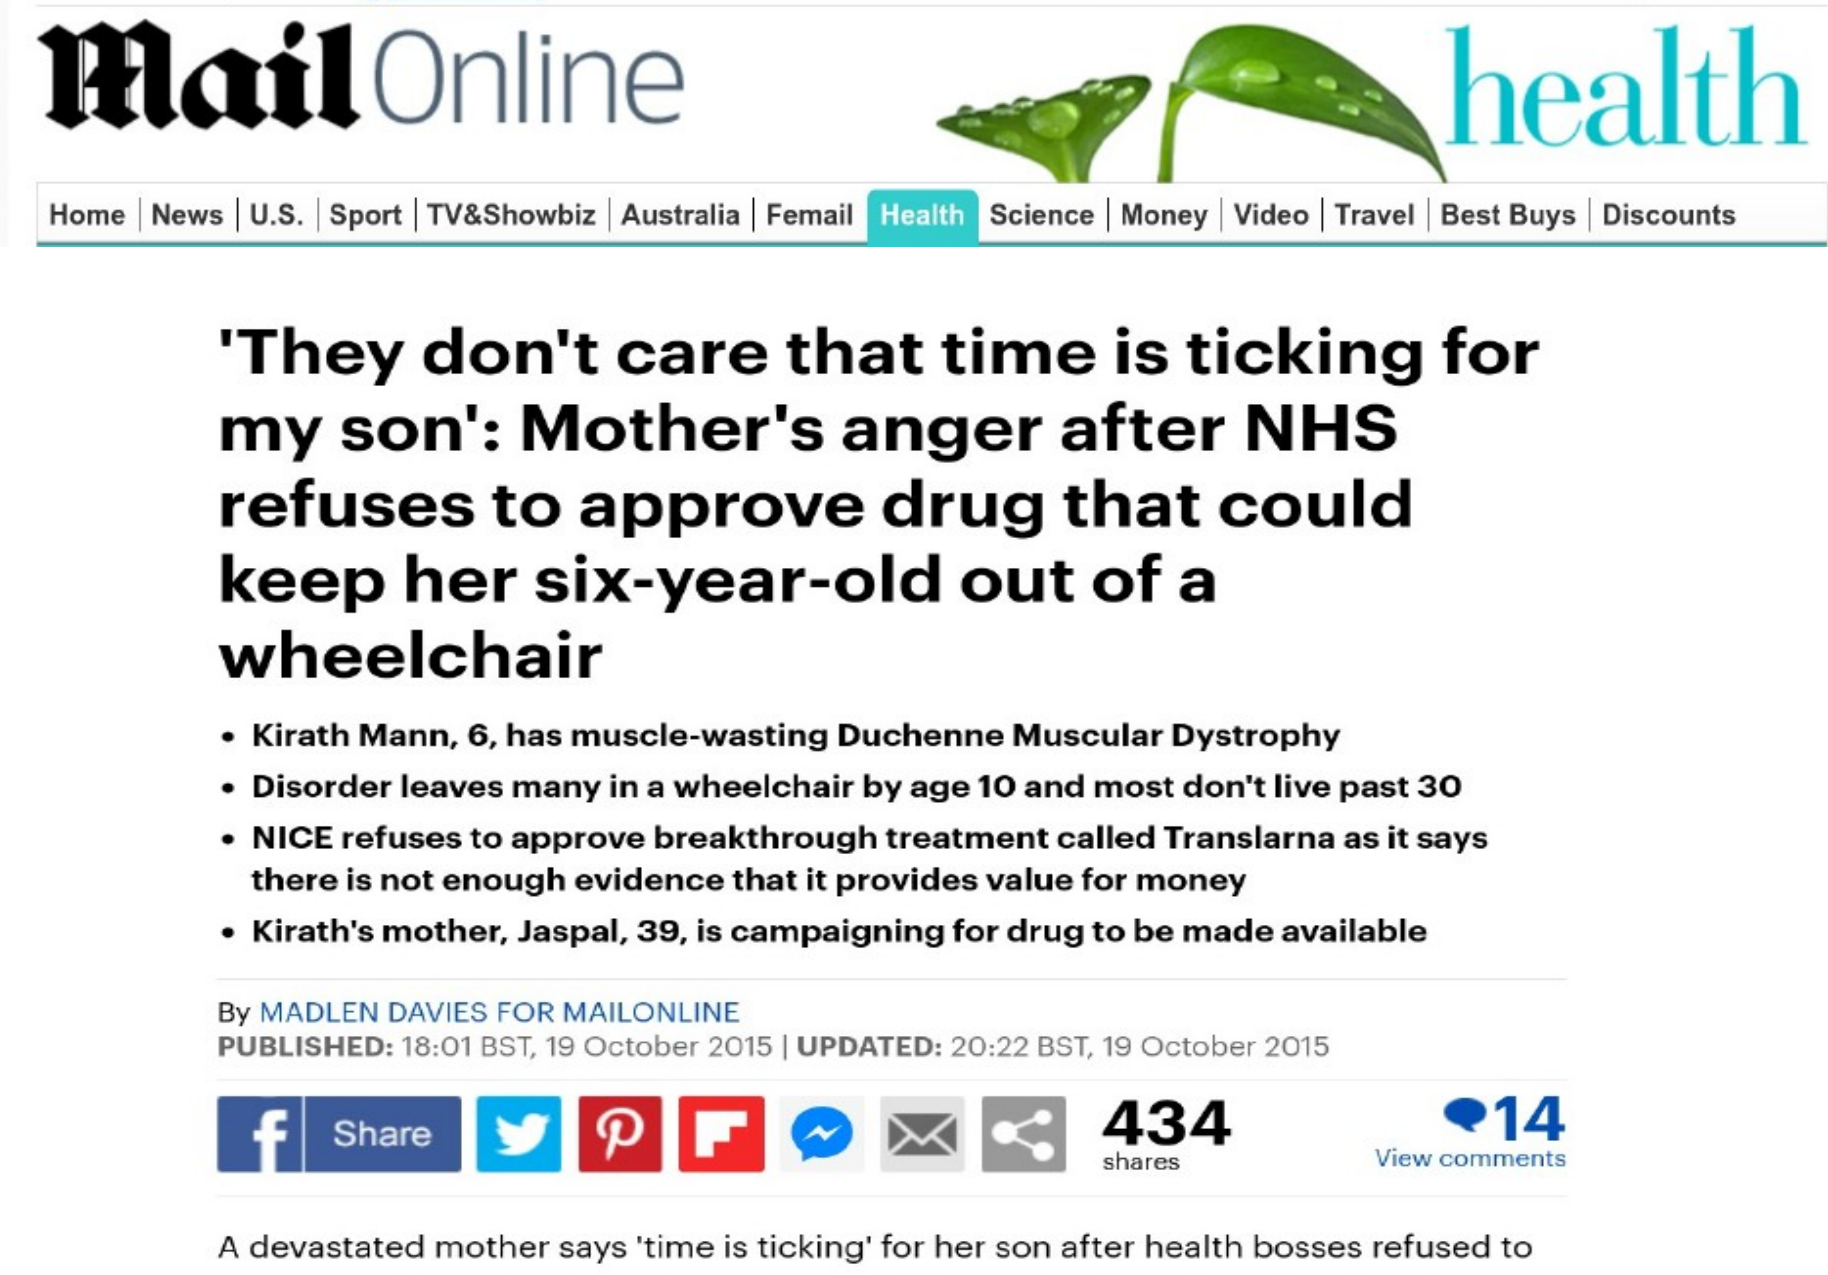 Mail Online
health
Home News U.S. Sport TV&Showbiz Australia Femail Health Science Money Video Travel Best Buys Discounts
'They don't care that time is ticking for
my son': Mother's anger after NHS
refuses to approve drug that could
keep her six-year-old out of a
wheelchair
• Kirath Mann, 6, has muscle-wasting Duchenne Muscular Dystrophy
• Disorder leaves many in a wheelchair by age 10 and most don't live past 30
• NICE refuses to approve breakthrough treatment called Translarna as it says
there is not enough evidence that it provides value for money
• Kirath's mother, Jaspal, 39, is campaigning for drug to be made available
By MADLEN DAVIES FOR MAILONLINE
PUBLISHED: 18:01 BST, 19 October 2015 | UPDATED: 20:22 BST, 19 October 2015
Share
434
shares
14
View comments
A devastated mother says 'time is ticking' for her son after health bosses refused to